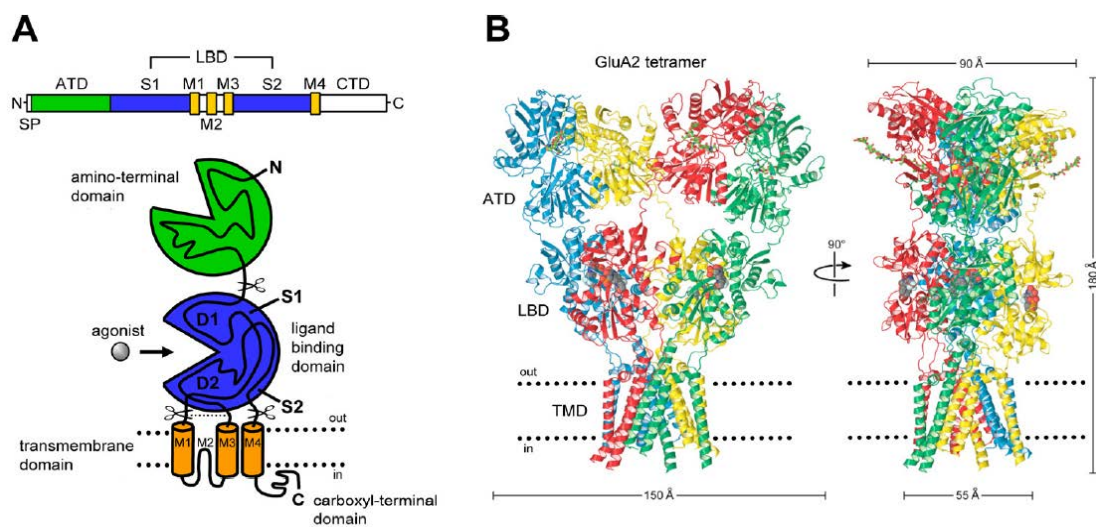 A
LBD
ATD S1 M1 M3 S2 M4 CTD
N C
SP M2
amino-terminal
domain
N
S1
D1
agonist
ligand
binding
domain
D2
S2
out
M1 M2 M3 M4
transmembrane
domain
in
C carboxyl-terminal
domain
B
GluA2 tetramer
90 Å
ATD
90°
180 Å
LBD
out
TMD
in
150 Å
55 Å